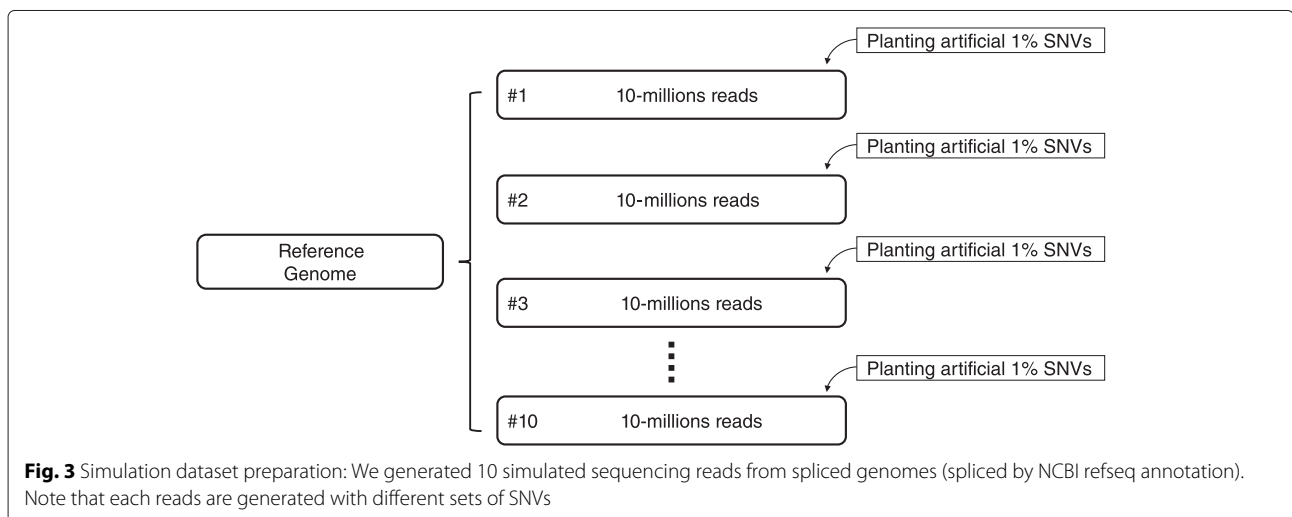 Planting artificial 1% SNVs
#1 10-millions reads
Planting artificial 1% SNVs
#2 10-millions reads
Reference
Genome
Planting artificial 1% SNVs
#3 10-millions reads
Planting artificial 1% SNVs
#10 10-millions reads
Fig. 3 Simulation dataset preparation: We generated 10 simulated sequencing reads from spliced genomes (spliced by NCBI refseq annotation).
Note that each reads are generated with different sets of SNVs